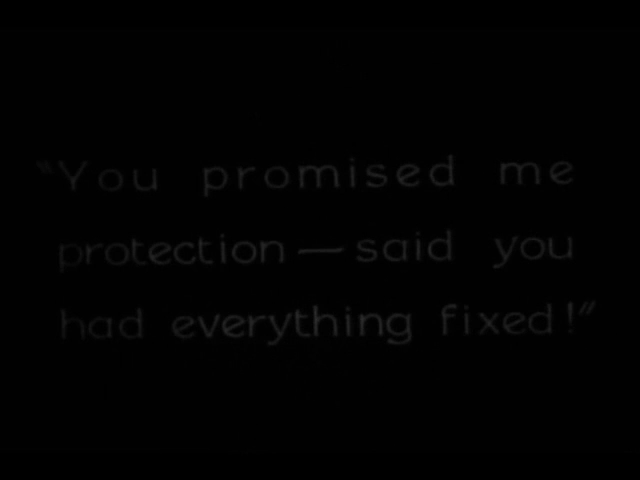 "You promised me
protection — said you
had everything fixed!"